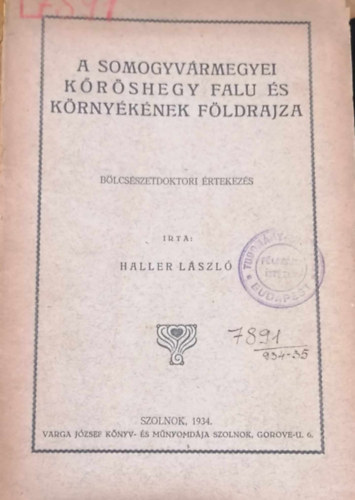 A SOMOGYVÁRMEGYEI
KŐRÖSHEGY FALU ÉS
KÖRNYÉKÉNEK FÖLDRAJZA
BÖLCSÉSZETDOKTORI ÉRTEKEZÉS
IRTA:
HALLER LÁSZLÓ
BUDAPEST
7891
934-35
SZOLNOK, 1934.
VARGA JÓZSEF KÖNYV- ÉS MŰNYOMDÁJA SZOLNOK, GOROVE-U. 6.